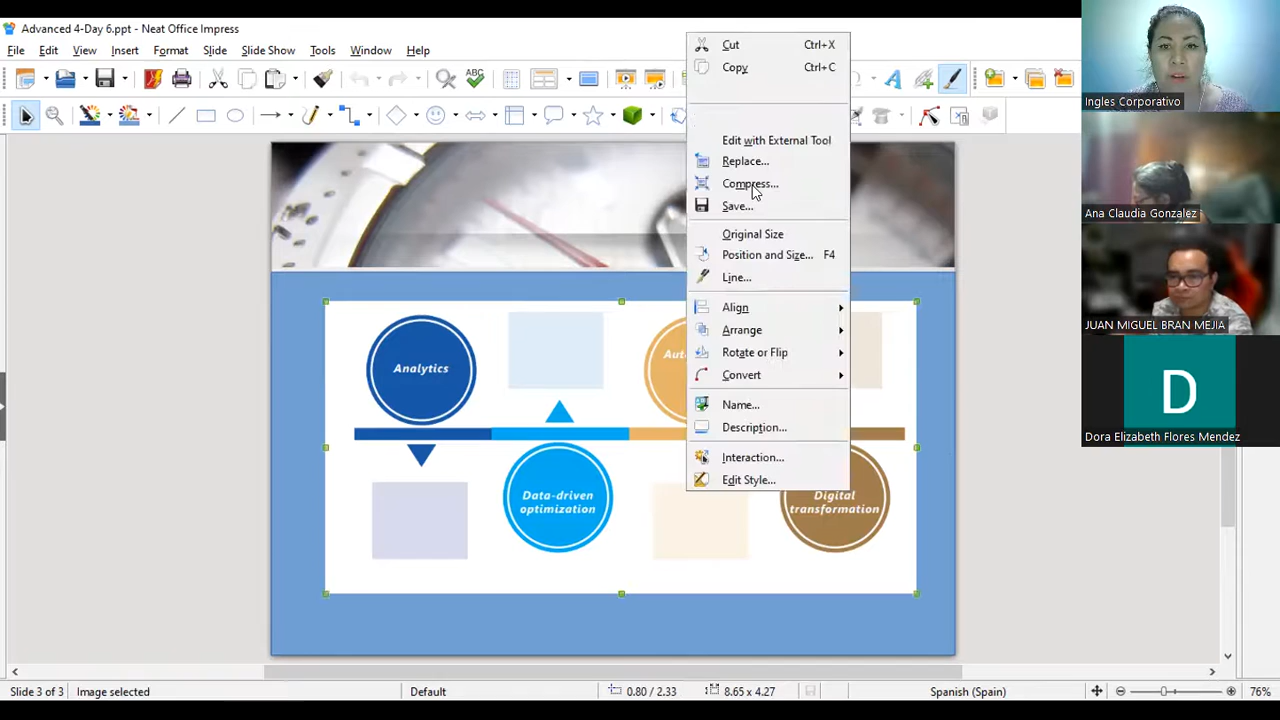 Advanced 4-Day 6.ppt - Neat Office Impress
File Edit View Insert Format Slide Slide Show Tools Window Help
ABC
Cut Ctrl+X
Copy Ctrl+C
Edit with External Tool
Replace...
Compress...
Save...
Original Size
Position and Size... F4
Line...
Align
Arrange
Rotate or Flip
Convert
Name...
Description...
Interaction...
Edit Style...
Analytics
Data-driven
optimization
Digital
transformation
Ingles Corporativo
Ana Claudia Gonzalez
JUAN MIGUEL BRAN MEJIA
D
Dora Elizabeth Flores Mendez
Slide 3 of 3 Image selected Default 0.80 / 2.33 8.65 x 4.27 Spanish (Spain) 76%